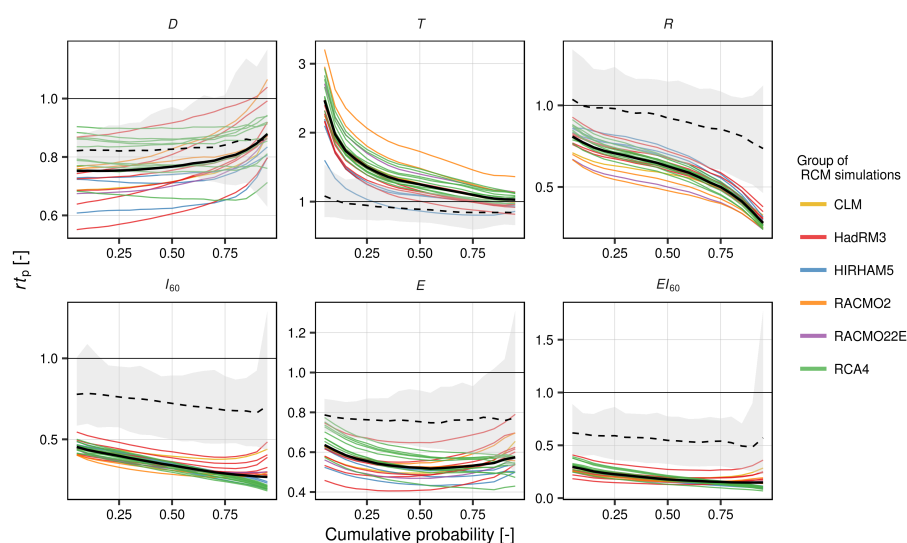 D
T
R
1.0
0.8
0.6
3
2
1
1.0
0.5
0.25 0.50 0.75
0.25 0.50 0.75
0.25 0.50 0.75
I60
E
EI60
1.0
0.5
1.2
1.0
0.8
0.6
0.4
1.5
1.0
0.5
0.0
0.25 0.50 0.75
0.25 0.50 0.75
0.25 0.50 0.75
rtp [-]
Cumulative probability [-]
Group of
RCM simulations
CLM
HadRM3
HIRHAM5
RACMO2
RACMO22E
RCA4